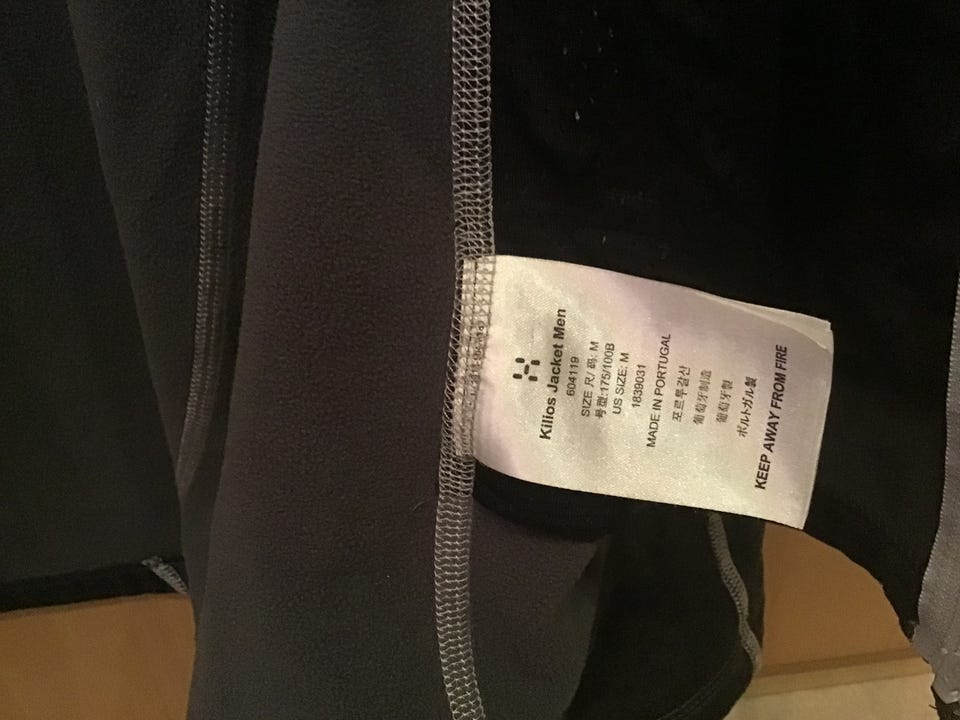 Kilios Jacket Men
604119
SIZE 尺/ 码: M
号型:175/100B
US SIZE: M
1839031
MADE IN PORTUGAL
포르투갈산
葡萄牙制造
葡萄牙製
ポルトガル製
KEEP AWAY FROM FIRE